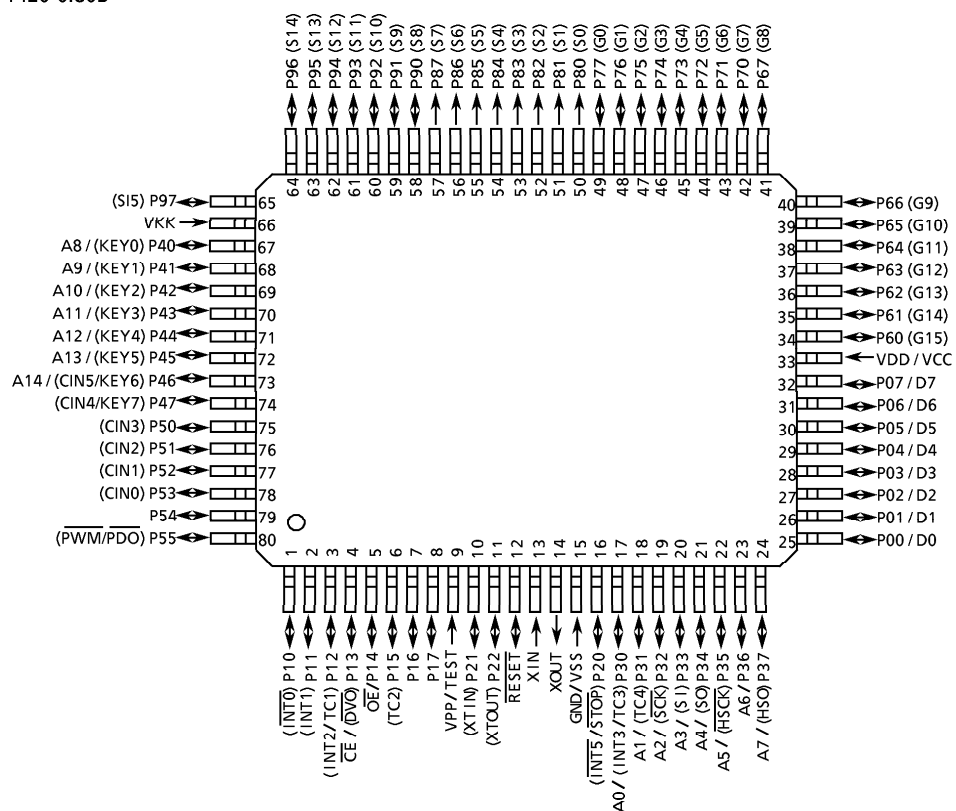 P96 (S14)
P95 (S13)
P94 (S12)
P93 (S11)
P92 (S10)
P91 (S9)
P90 (S8)
P87 (S7)
P86 (S6)
P85 (S5)
P84 (S4)
P83 (S3)
P82 (S2)
P81 (S1)
P80 (S0)
P77 (G0)
P76 (G1)
P75 (G2)
P74 (G3)
P73 (G4)
P72 (G5)
P71 (G6)
P70 (G7)
P67 (G8)
64
63
62
61
60
59
58
57
56
55
54
53
52
51
50
49
48
47
46
45
44
43
42
41
(SI5) P97 65
VKK 66
A8 / (KEY0) P40 67
A9 / (KEY1) P41 68
A10 / (KEY2) P42 69
A11 / (KEY3) P43 70
A12 / (KEY4) P44 71
A13 / (KEY5) P45 72
A14 / (CIN5/KEY6) P46 73
(CIN4/KEY7) P47 74
(CIN3) P50 75
(CIN2) P51 76
(CIN1) P52 77
(CIN0) P53 78
P54 79
(PWM/PDO) P55 80
40 P66 (G9)
39 P65 (G10)
38 P64 (G11)
37 P63 (G12)
36 P62 (G13)
35 P61 (G14)
34 P60 (G15)
33 VDD / VCC
32 P07 / D7
31 P06 / D6
30 P05 / D5
29 P04 / D4
28 P03 / D3
27 P02 / D2
26 P01 / D1
25 P00 / D0
1
2
3
4
5
6
7
8
9
10
11
12
13
14
15
16
17
18
19
20
21
22
23
24
(INT0) P10
(INT1) P11
(INT2/TC1) P12
CE / (DVO) P13
OE/P14
(TC2) P15
P16
P17
VPP/TEST
(XTIN) P21
(XTOUT) P22
RESET
XIN
XOUT
GND/VSS
(INT5/STOP) P20
A0 / (INT3/TC3) P30
A1 / (TC4) P31
A2 / (SCK) P32
A3 / (SI) P33
A4 / (SO) P34
A5 / (HSCK) P35
A6/P36
A7 / (HSO) P37